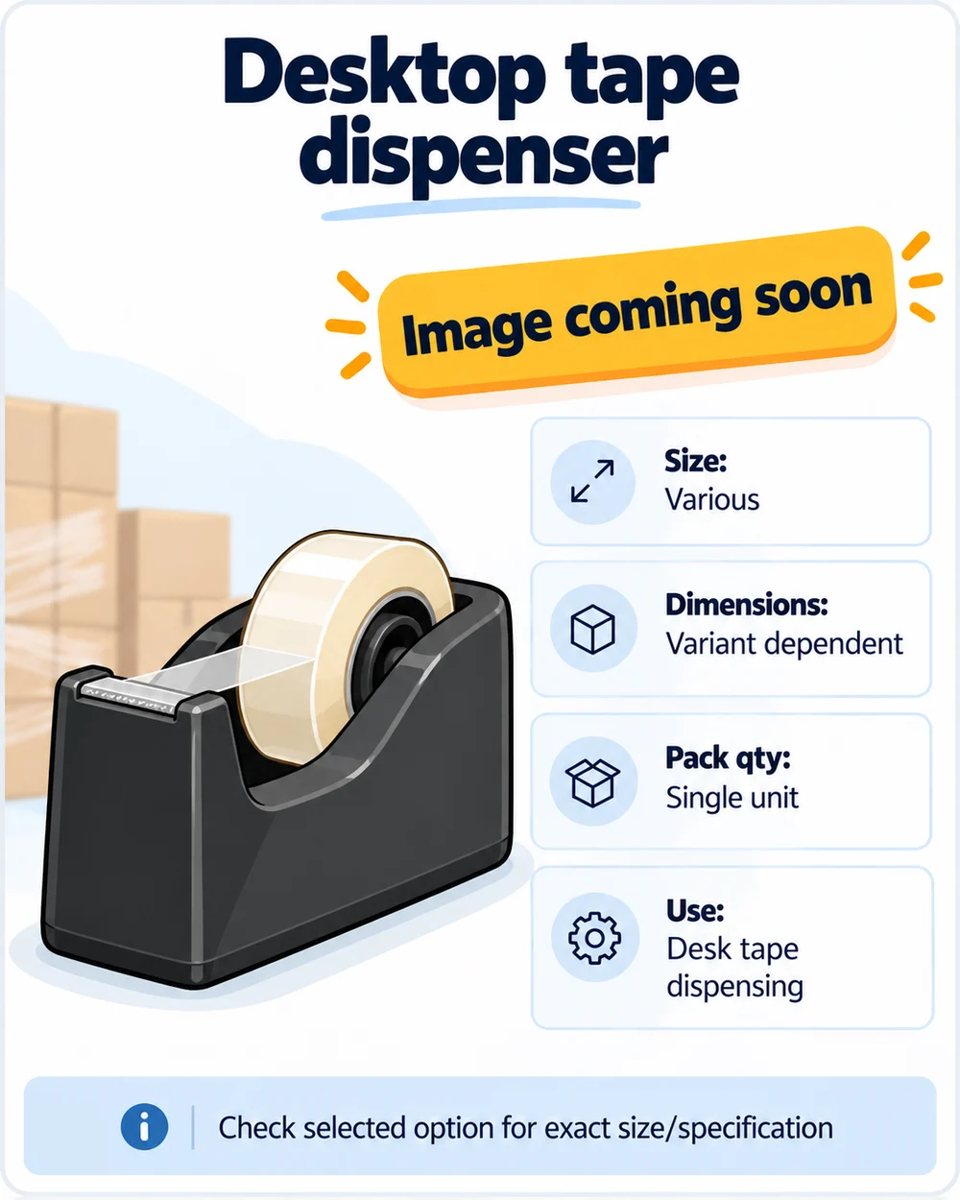 Desktop tape
dispenser
Image coming soon
Size:
Various
Dimensions:
Variant dependent
Pack qty:
Single unit
Use:
Desk tape
dispensing
Check selected option for exact size/specification